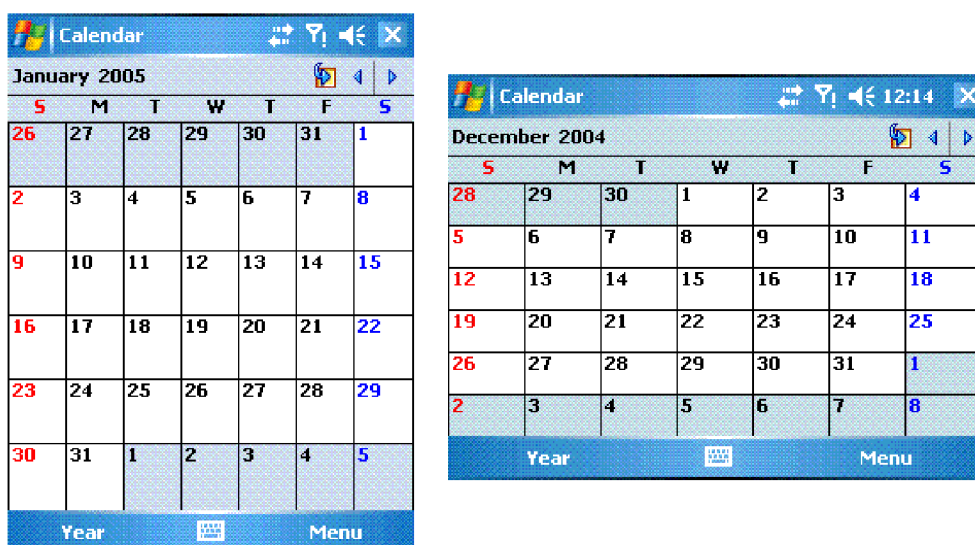 Calendar
January 2005
S M T W T F S
26 27 28 29 30 31 1
2 3 4 5 6 7 8
9 10 11 12 13 14 15
16 17 18 19 20 21 22
23 24 25 26 27 28 29
30 31 1 2 3 4 5
Year Menu
Calendar 12:14
December 2004
S M T W T F S
28 29 30 1 2 3 4
5 6 7 8 9 10 11
12 13 14 15 16 17 18
19 20 21 22 23 24 25
26 27 28 29 30 31 1
2 3 4 5 6 7 8
Year Menu